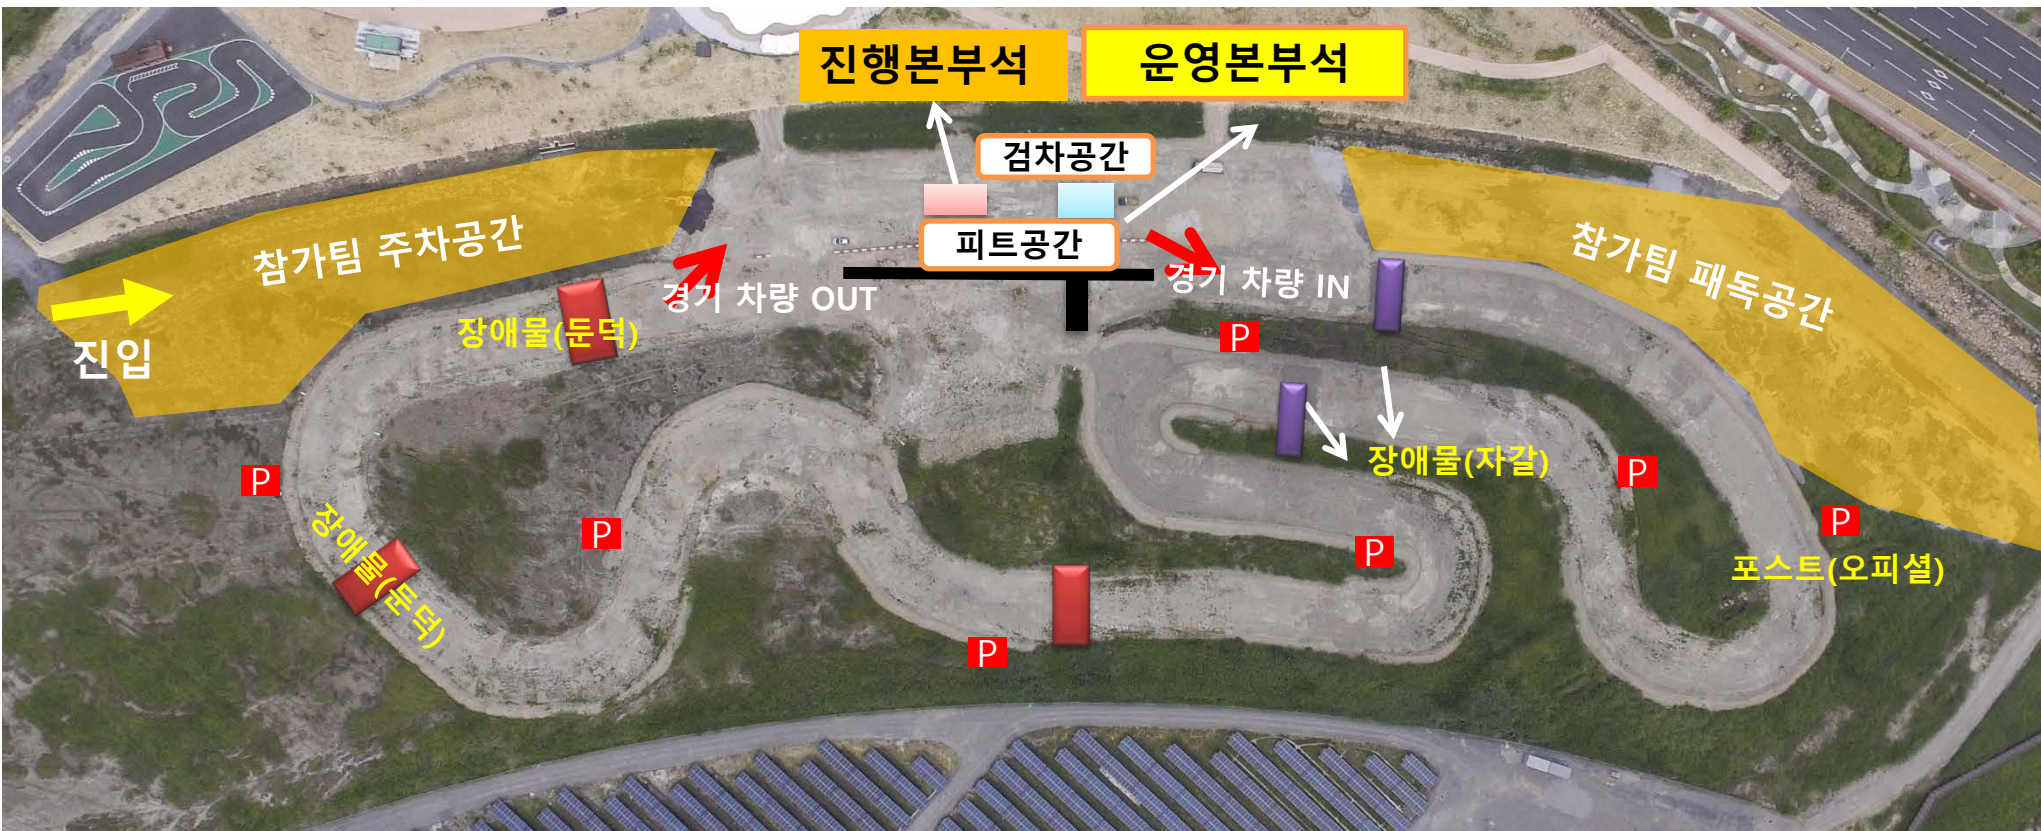 진행본부석
운영본부석
검차공간
피트공간
참가팀 주차공간
참가팀 패독공간
경기 차량 OUT
경기 차량 IN
진입
장애물(둔덕)
P
장애물(자갈)
P
P
P
P
P
장애물(둔덕)
포스트(오피셜)
P